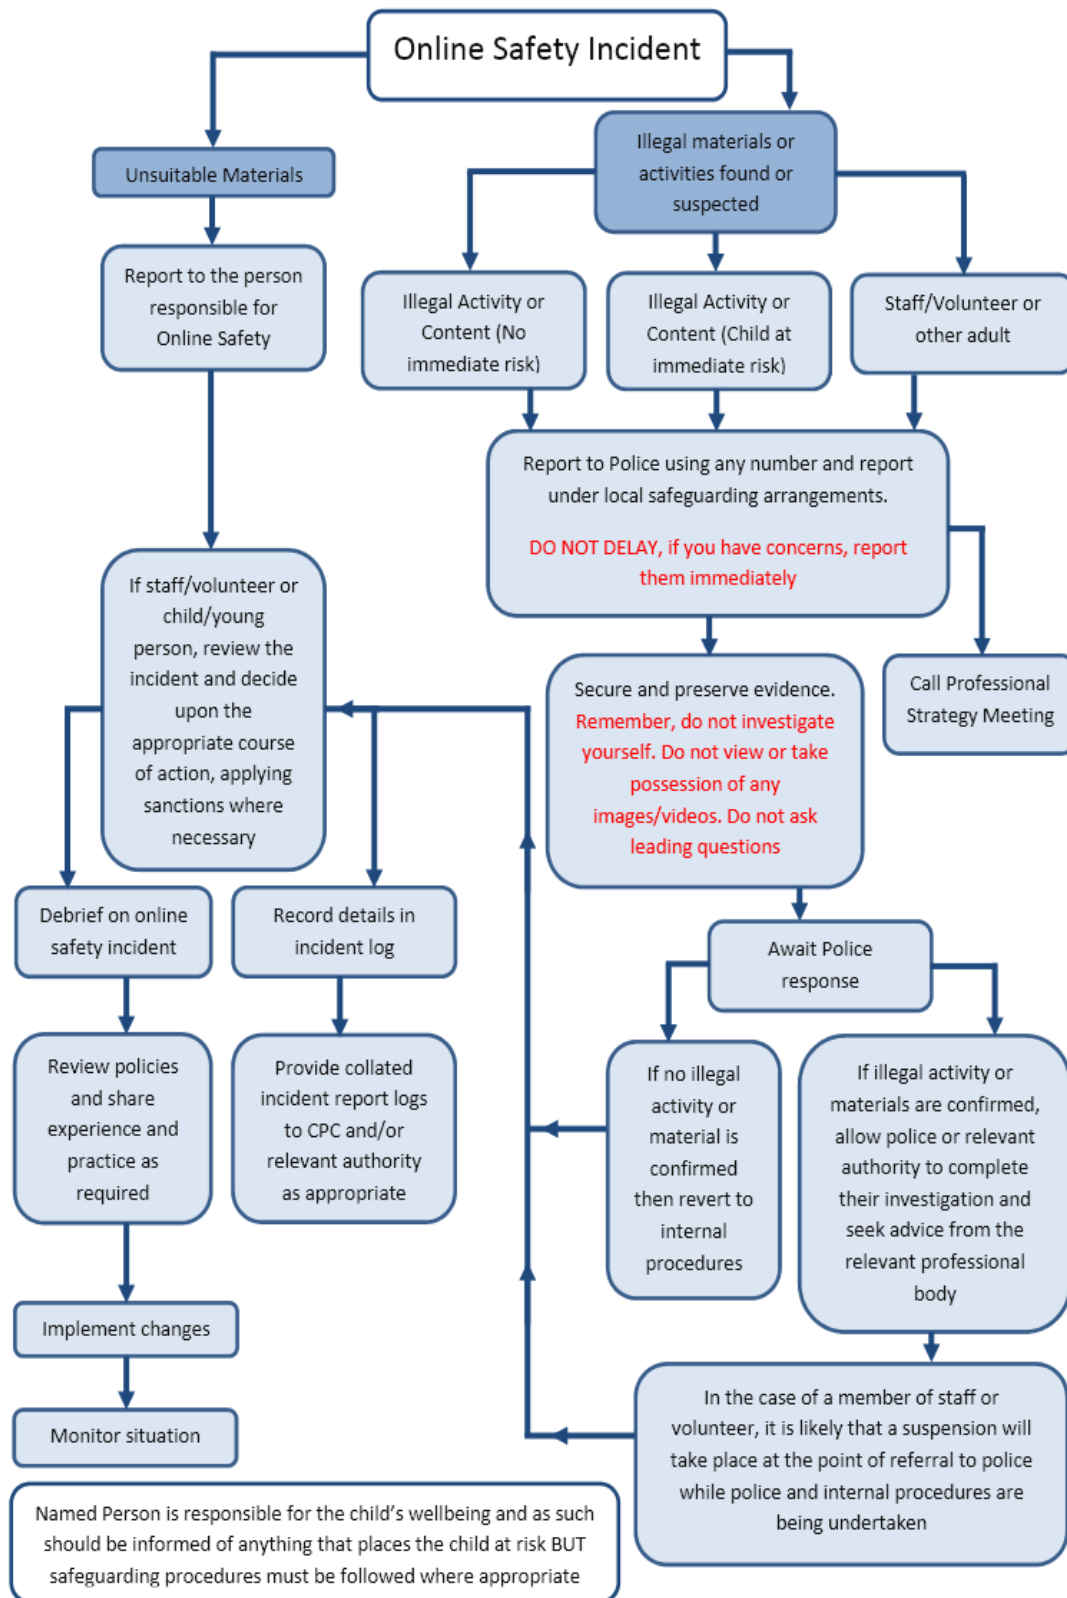 Online Safety Incident
Unsuitable Materials
Illegal materials or
activities found or
suspected
Report to the person
responsible for
Online Safety
Illegal Activity or
Content (No
immediate risk)
Illegal Activity or
Content (Child at
immediate risk)
Staff/Volunteer or
other adult
Report to Police using any number and report
under local safeguarding arrangements.
DO NOT DELAY, if you have concerns, report
them immediately
If staff/volunteer or
child/young
person, review the
incident and decide
upon the
appropriate course
of action, applying
sanctions where
necessary
Secure and preserve evidence.
Remember, do not investigate
yourself. Do not view or take
possession of any
images/videos. Do not ask
leading questions
Call Professional
Strategy Meeting
Debrief on online
safety incident
Record details in
incident log
Await Police
response
Review policies
and share
experience and
practice as
required
Provide collated
incident report logs
to CPC and/or
relevant authority
as appropriate
If no illegal
activity or
material is
confirmed
then revert to
internal
procedures
If illegal activity or
materials are confirmed,
allow police or relevant
authority to complete
their investigation and
seek advice from the
relevant professional
body
Implement changes
Monitor situation
In the case of a member of staff or
volunteer, it is likely that a suspension will
take place at the point of referral to police
while police and internal procedures are
being undertaken
Named Person is responsible for the child’s wellbeing and as such
should be informed of anything that places the child at risk BUT
safeguarding procedures must be followed where appropriate